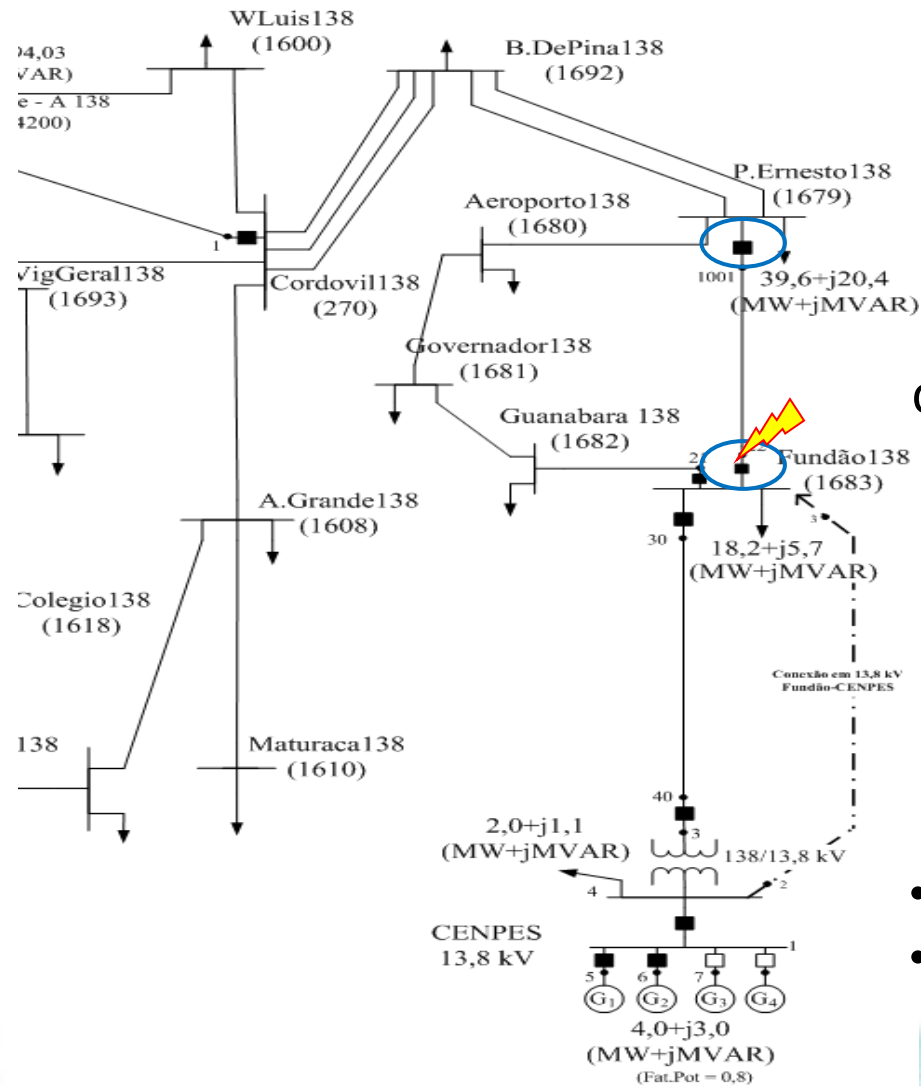 WLuis138
(1600)
B.DePina138
(1692)
94,03
VAR)
e - A 138
4200)
P.Ernesto138
(1679)
Aeroporto138
(1680)
1
1001
VigGeral138
(1693)
Cordovil138
(270)
39,6+j20,4
(MW+jMVAR)
Governador138
(1681)
Guanabara 138
(1682)
Fundão138
(1683)
A.Grande138
(1608)
30
3
18,2+j5,7
(MW+jMVAR)
Colegio138
(1618)
Conexão em 13,8 kV
Fundão-CENPES
138
Maturaca138
(1610)
40
2,0+j1,1
(MW+jMVAR)
3
138/13,8 kV
4
2
CENPES
13,8 kV
1
5
6
7
G1
G2
G3
G4
4,0+j3,0
(MW+jMVAR)
(Fat.Pot = 0,8)